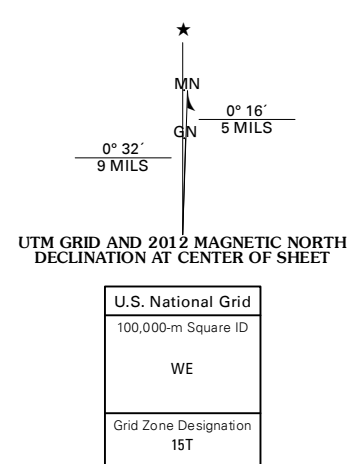 ★
MN
0° 16´
5 MILS
GN
0° 32´
9 MILS
UTM GRID AND 2012 MAGNETIC NORTH
DECLINATION AT CENTER OF SHEET
U.S. National Grid
100,000-m Square ID
WE
Grid Zone Designation
15T